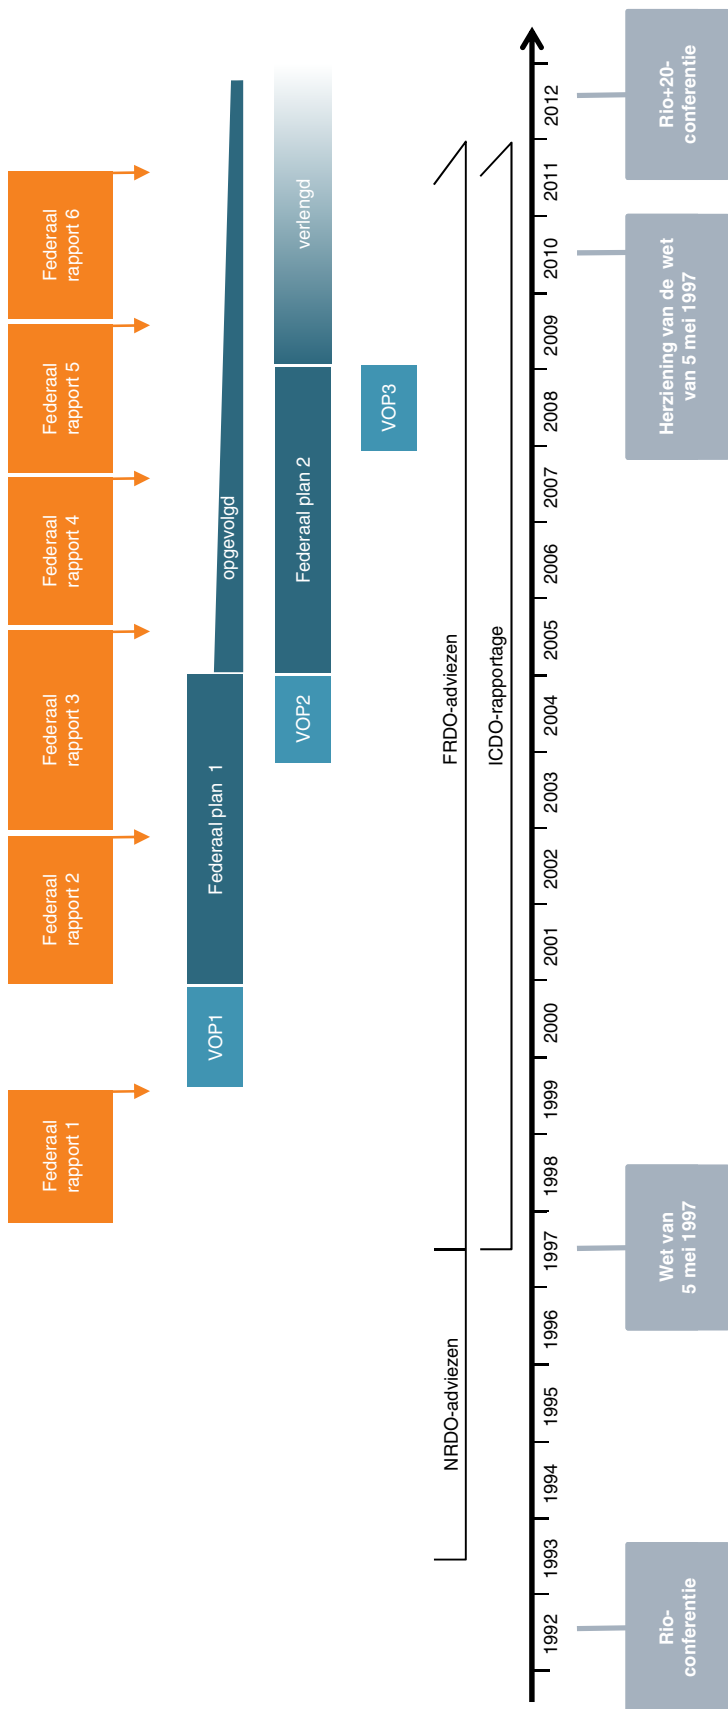 Federaal
rapport 1
Federaal
rapport 2
Federaal
rapport 3
Federaal
rapport 4
Federaal
rapport 5
Federaal
rapport 6
VOP1
Federaal plan 1
opgevolgd
VOP2
Federaal plan 2
verlengd
VOP3
NRDO-adviezen
FRDO-adviezen
ICDO-rapportage
1992
1993
1994
1995
1996
1997
1998
1999
2000
2001
2002
2003
2004
2005
2006
2007
2008
2009
2010
2011
2012
Rio-
conferentie
Wet van
5 mei 1997
Herziening van de wet
van 5 mei 1997
Rio+20-
conferentie